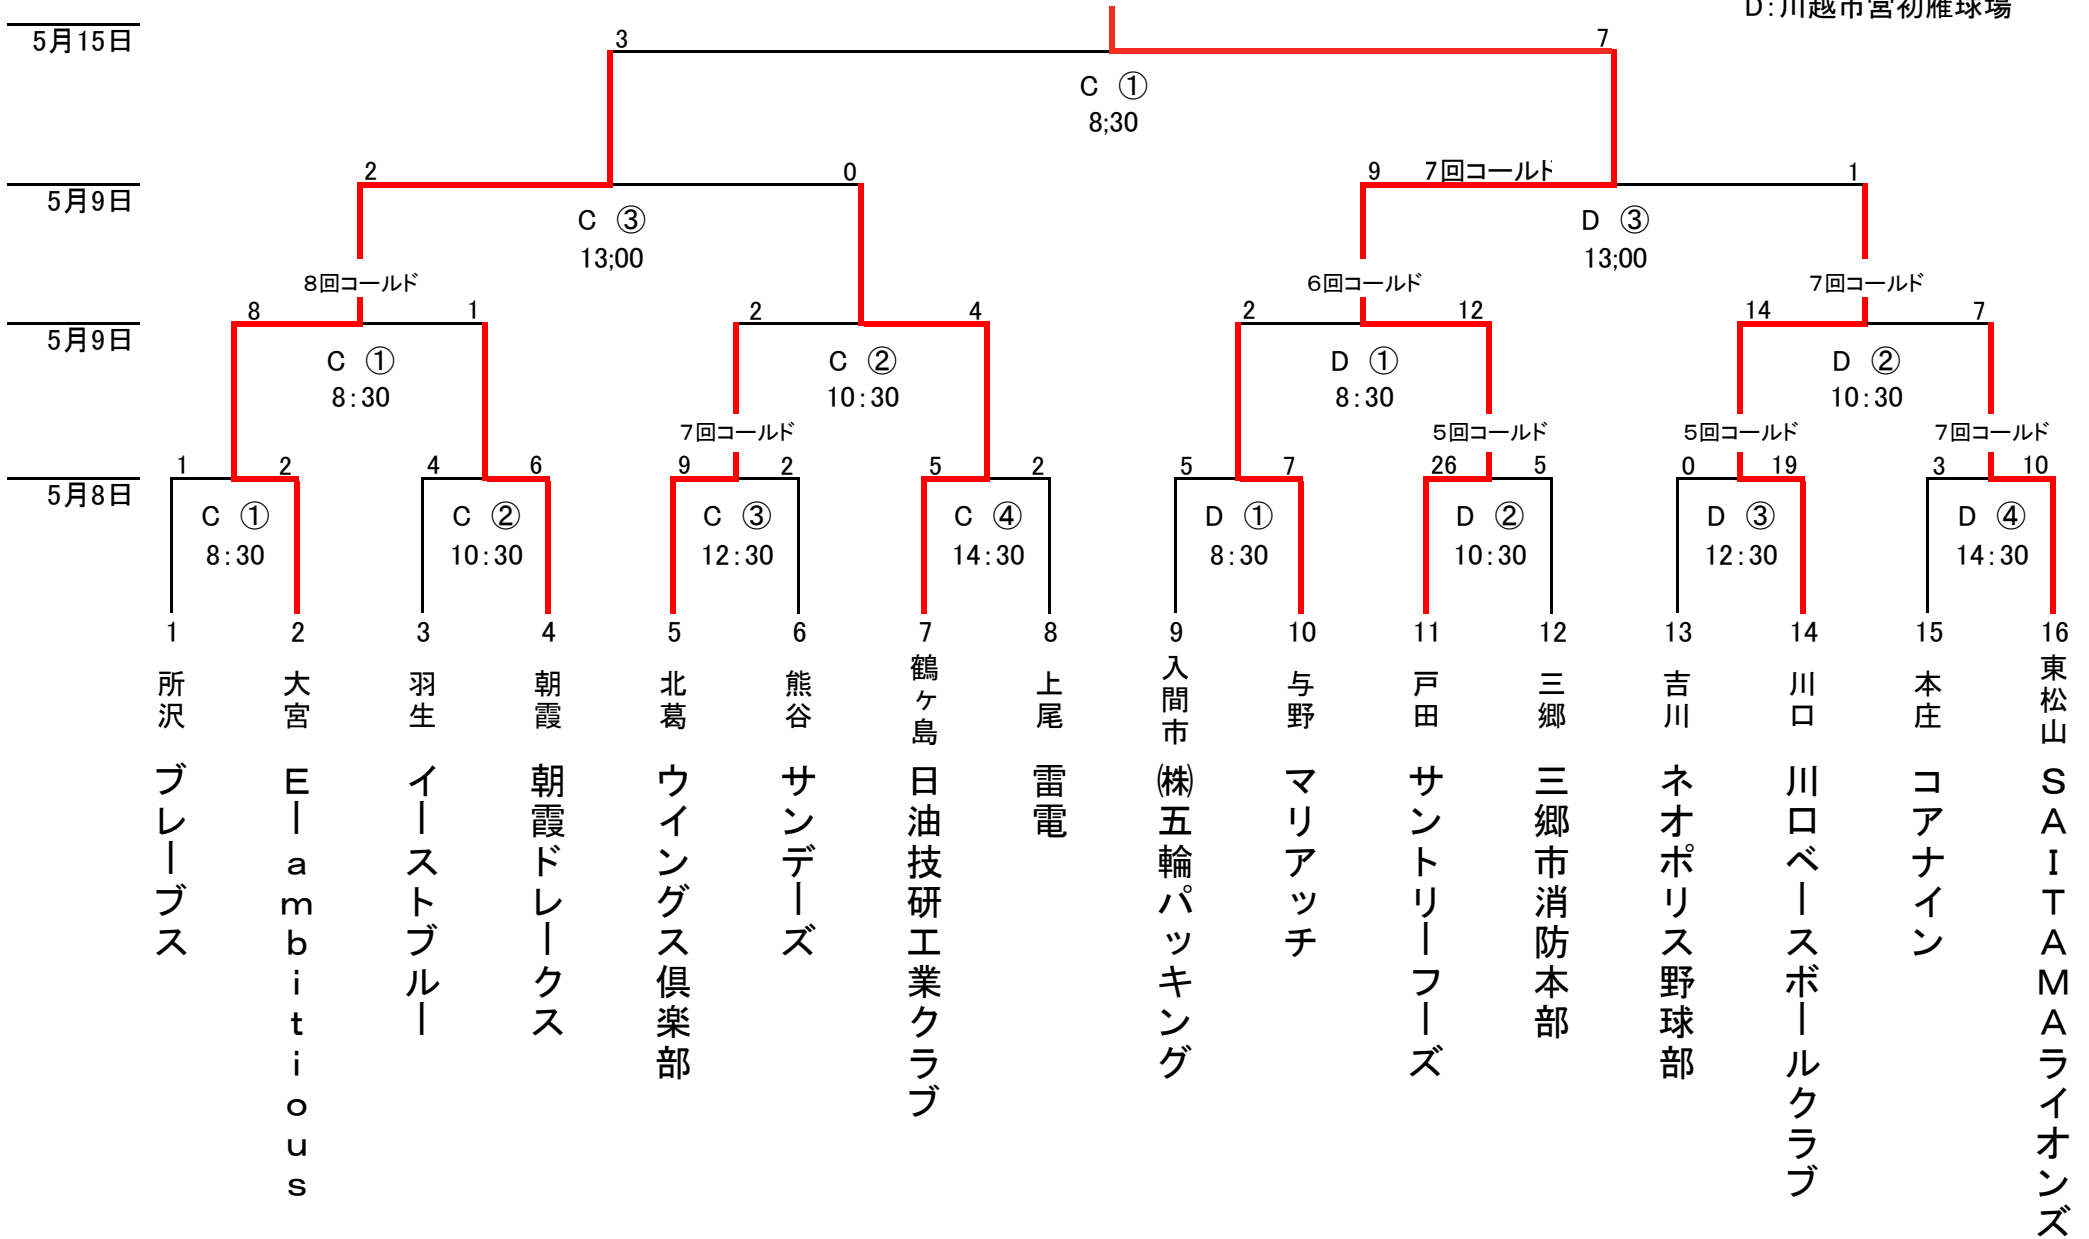 D：川越市営初雁球場
5月15日
3
7
C ①
8;30
5月9日
2
0
9
7回コールド
1
C ③
13;00
D ③
13;00
8回コールド
6回コールド
7回コールド
5月9日
8
1
2
4
2
12
14
7
C ①
8:30
C ②
10:30
D ①
8:30
D ②
10:30
7回コールド
5回コールド
5回コールド
7回コールド
5月8日
1
2
4
6
9
2
5
2
5
7
26
5
0
19
3
10
C ①
8:30
C ②
10:30
C ③
12:30
C ④
14:30
D ①
8:30
D ②
10:30
D ③
12:30
D ④
14:30
1
所沢
ブレーブス
2
大宮
Ｅｌａｍｂｉｔｉｏｕｓ
3
羽生
イーストブルー
4
朝霞
朝霞ドレークス
5
北葛
ウイングス倶楽部
6
熊谷
サンデーズ
7
鶴ヶ島
日油技研工業クラブ
8
上尾
雷電
9
入間市
㈱五輪パッキング
10
与野
マリアッチ
11
戸田
サントリーフーズ
12
三郷
三郷市消防本部
13
吉川
ネオポリス野球部
14
川口
川口ベースボールクラブ
15
本庄
コアナイン
16
東松山
ＳＡＩＴＡＭＡライオンズ